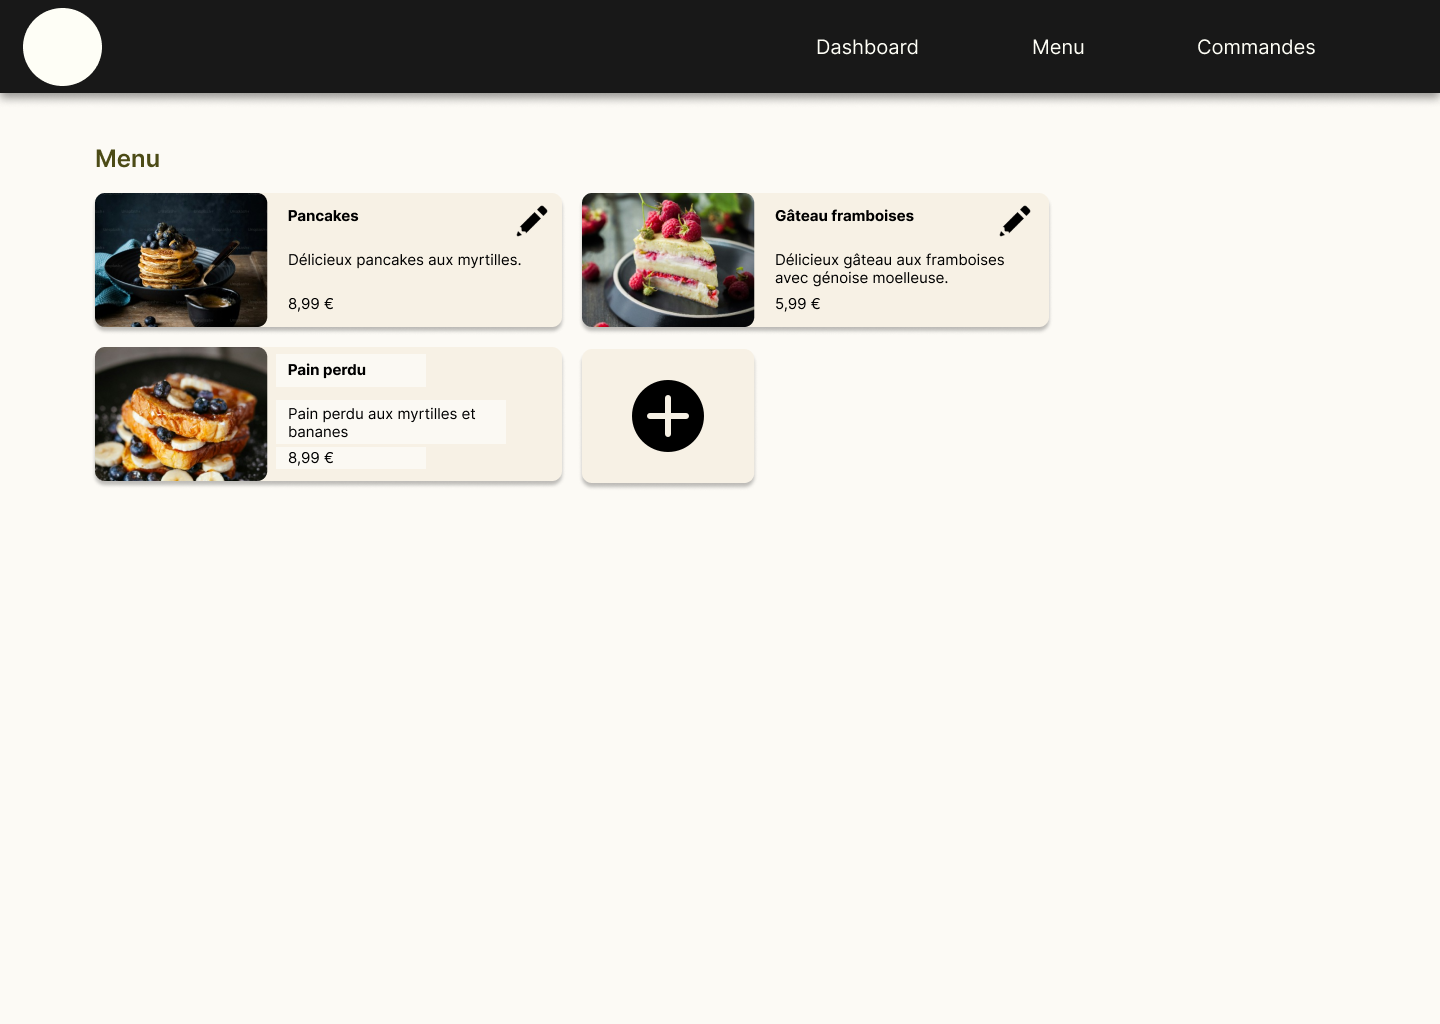 Dashboard
Menu
Commandes
Menu
Pancakes
Délicieux pancakes aux myrtilles.
8,99 €
Gâteau framboises
Délicieux gâteau aux framboises
avec génoise moelleuse.
5,99 €
Pain perdu
Pain perdu aux myrtilles et
bananes
8,99 €